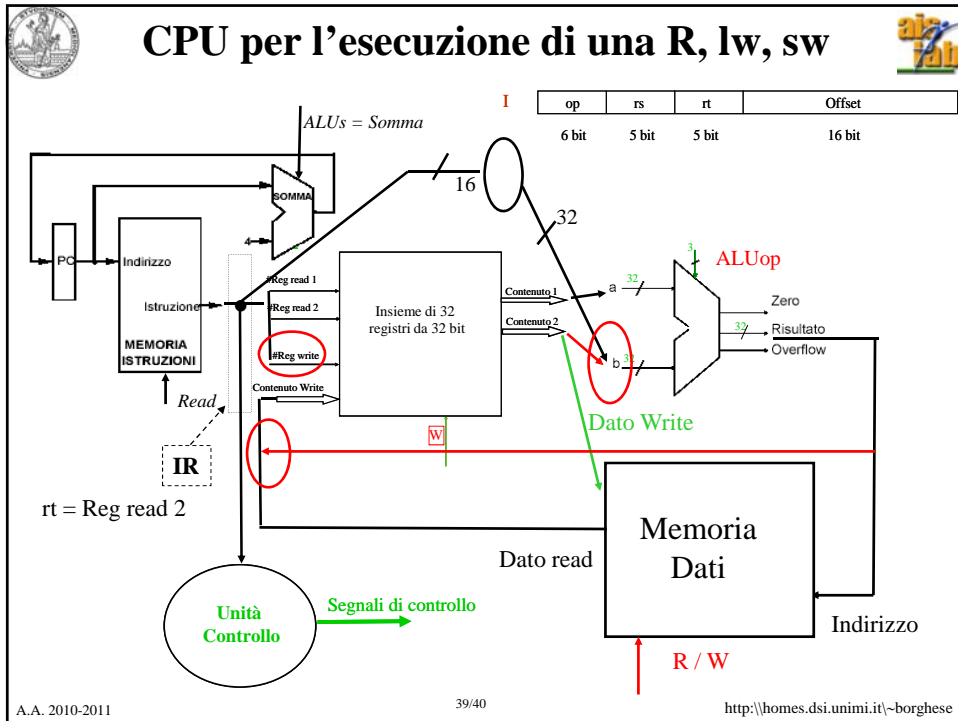 CPU per l'esecuzione di una R, lw, sw
ais lab
I
op rs rt Offset
6 bit 5 bit 5 bit 16 bit
ALUs = Somma
16
SOMMA
32
4
3
ALUop
PC
Indirizzo
#Reg read 1
Contenuto 1
a
32
Zero
Istruzione
#Reg read 2
Insieme di 32
registri da 32 bit
Contenuto 2
32
Risultato
MEMORIA
ISTRUZIONI
#Reg write
b
32
Overflow
Read
Contenuto Write
Dato Write
W
IR
rt = Reg read 2
Memoria
Dati
Dato read
Unità
Controllo
Segnali di controllo
Indirizzo
R / W
A.A. 2010-2011
39/40
http:\\homes.dsi.unimi.it\~borghese